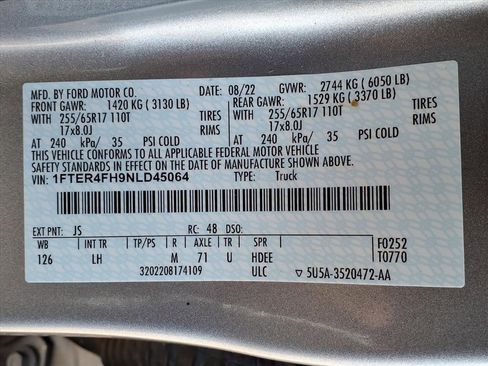 MFD. BY FORD MOTOR CO. DATE: 08/22 GVWR: 2744 KG ( 6050 LB)
FRONT GAWR: 1420 KG ( 3130 LB) REAR GAWR: 1529 KG ( 3370 LB)
WITH 255/65R17 110T TIRES WITH 255/65R17 110T TIRES
17x8.0J RIMS 17x8.0J RIMS
AT 240 kPa/ 35 PSI COLD AT 240 kPa/ 35 PSI COLD
THIS VEHICLE CONFORMS TO ALL APPLICABLE FEDERAL MOTOR VEHICLE
SAFETY STANDARDS IN EFFECT ON THE DATE OF MANUFACTURE SHOWN ABOVE.
VIN: 1FTER4FH9NLD45064 TYPE: Truck
EXT PNT: JS RC: 48 DSO:
WB INT TR TP/PS R AXLE TR SPR F0252
126 LH M 71 U HDEE T0770
3202208174109 ULC 5U5A-3520472-AA